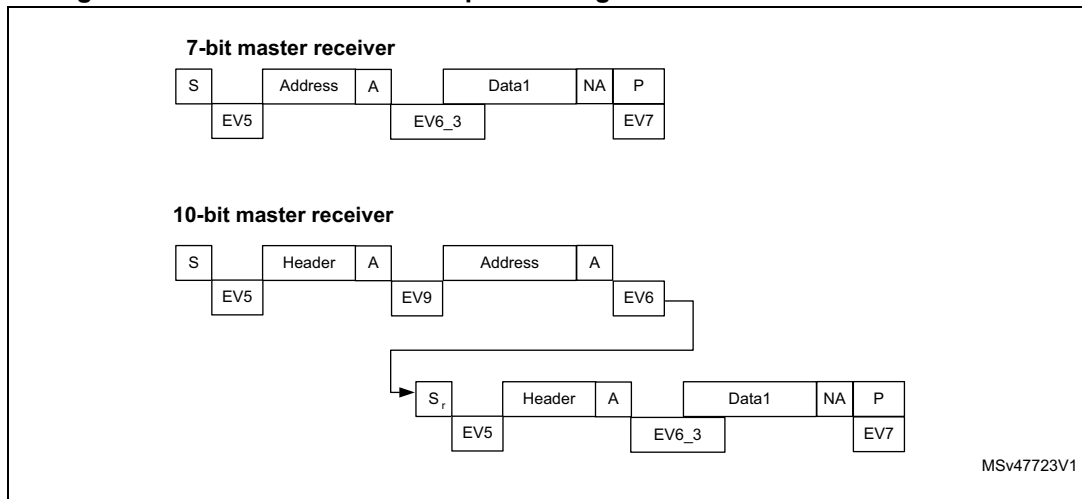 7-bit master receiver
S Address A Data1 NA P
EV5 EV6_3 EV7
10-bit master receiver
S Header A Address A
EV5 EV9 EV6
Sr Header A Data1 NA P
EV5 EV6_3 EV7
MSv47723V1